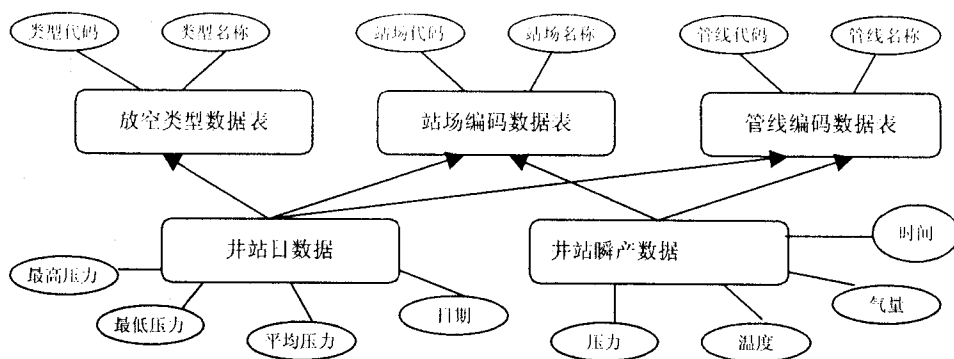 类型代码
类型名称
站场代码
站场名称
管线代码
管线名称
放空类型数据表
站场编码数据表
管线编码数据表
井站日数据
井站瞬产数据
时间
最高压力
最低压力
平均压力
日期
压力
温度
气量